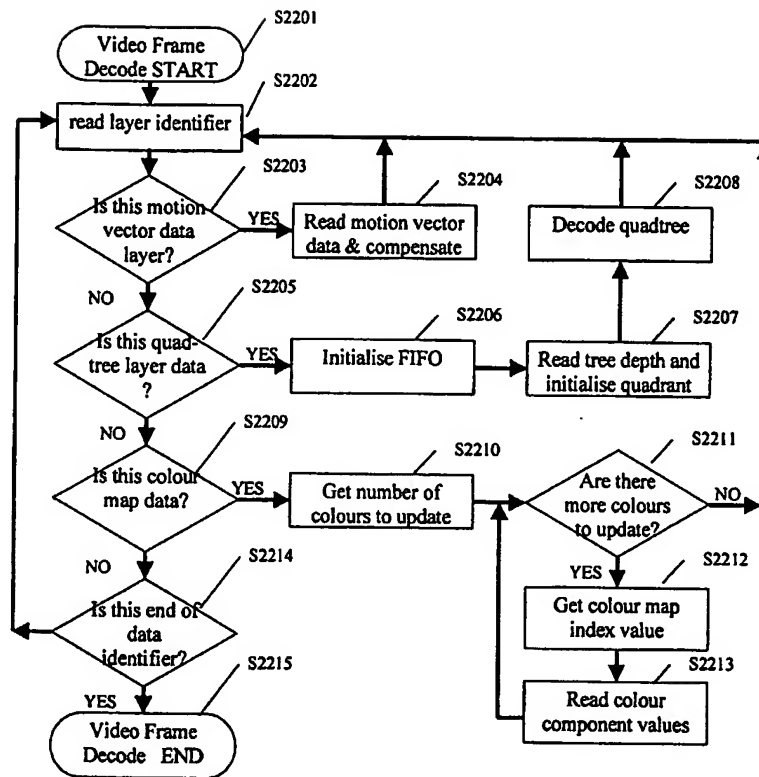 S2201
Video Frame
Decode START
S2202
read layer identifier
S2203
Is this motion
vector data
layer?
YES
S2204
Read motion vector
data & compensate
S2208
Decode quadtree
NO
S2205
Is this quad-
tree layer data
?
YES
S2206
Initialise FIFO
S2207
Read tree depth and
initialise quadrant
NO
S2209
Is this colour
map data?
YES
S2210
Get number of
colours to update
S2211
Are there
more colours
to update?
NO
YES
S2212
Get colour map
index value
S2213
Read colour
component values
NO
S2214
Is this end of
data
identifier?
YES
S2215
Video Frame
Decode END